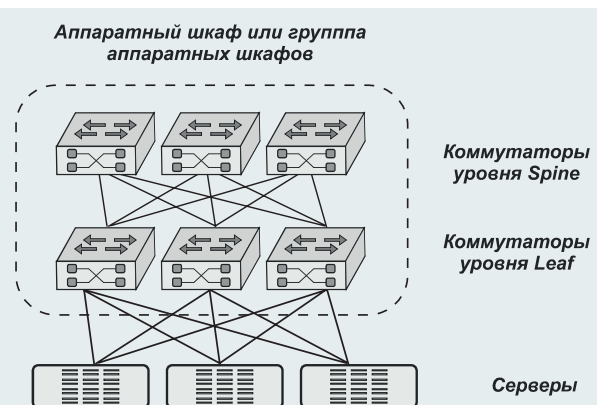 Аппаратный шкаф или групппа
аппаратных шкафов
Коммутаторы
уровня Spine
Коммутаторы
уровня Leaf
Серверы